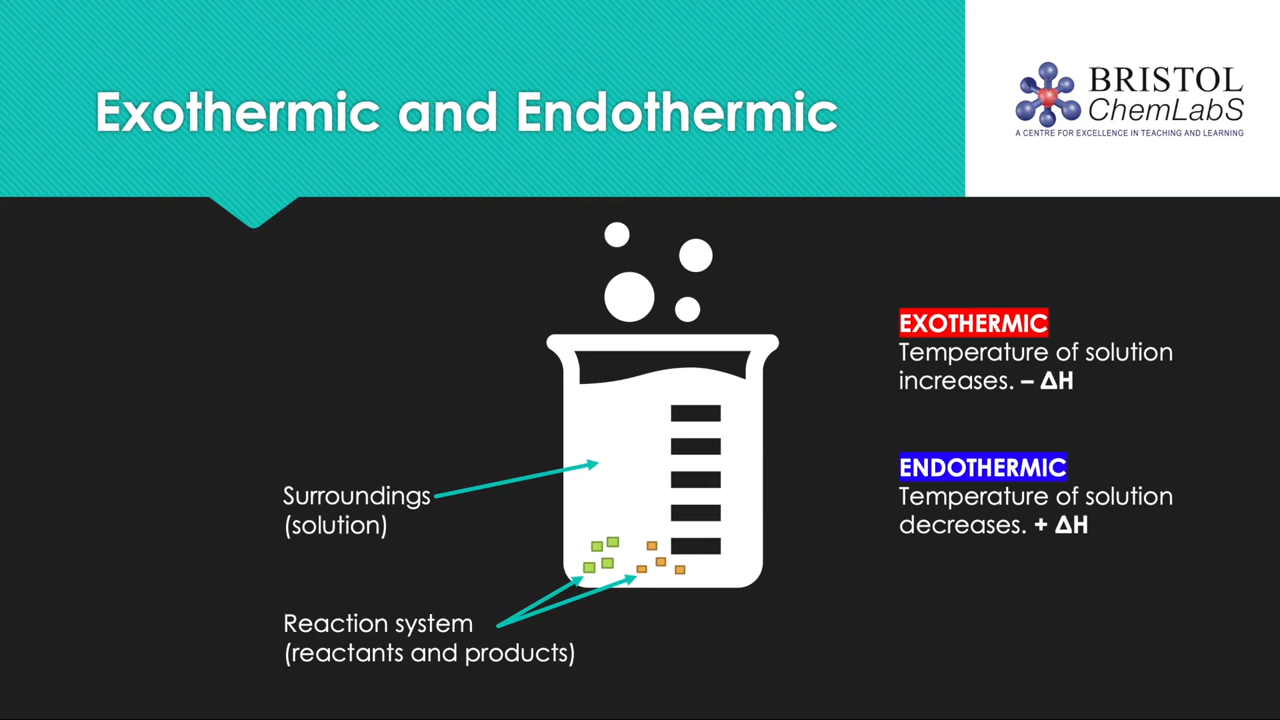 Exothermic and Endothermic
BRISTOL
ChemLabS
A CENTRE FOR EXCELLENCE IN TEACHING AND LEARNING
EXOTHERMIC
Temperature of solution
increases. – ΔH
ENDOTHERMIC
Temperature of solution
decreases. + ΔH
Surroundings
(solution)
Reaction system
(reactants and products)